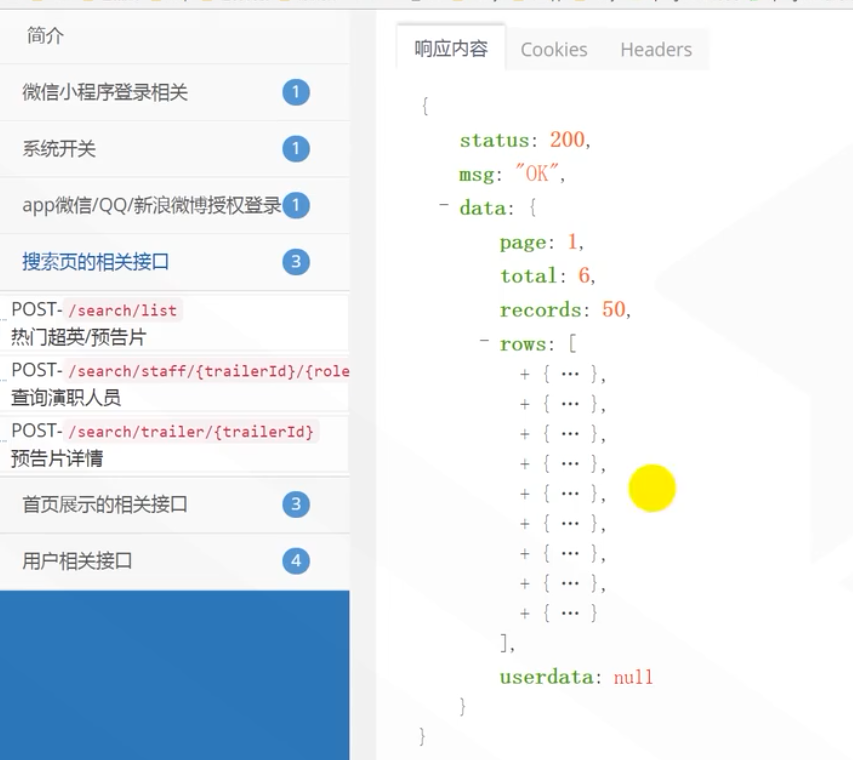 简介
微信小程序登录相关 1
系统开关 1
app微信/QQ/新浪微博授权登录 1
搜索页的相关接口 3
POST- /search/list
热门超英/预告片
POST- /search/staff/{trailerId}/{role
查询演职人员
POST- /search/trailer/{trailerId}
预告片详情
首页展示的相关接口 3
用户相关接口 4
响应内容 Cookies Headers
{
status: 200,
msg: "OK",
− data: {
page: 1,
total: 6,
records: 50,
− rows: [
+ { ··· },
+ { ··· },
+ { ··· },
+ { ··· },
+ { ··· },
+ { ··· },
+ { ··· },
+ { ··· },
+ { ··· }
],
userdata: null
}
}